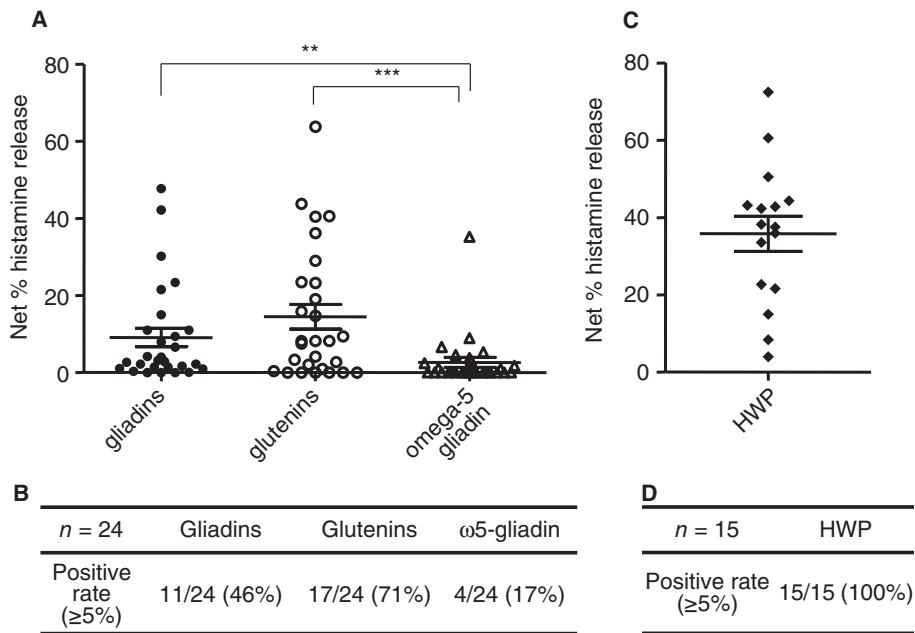 A
**
***
80
60
40
20
0
Net % histamine release
gliadins
glutenins
omega-5
gliadin
C
80
60
40
20
0
Net % histamine release
HWP
B
n = 24 Gliadins Glutenins ω5-gliadin
Positive
rate
(≥5%)
11/24 (46%) 17/24 (71%) 4/24 (17%)
D
n = 15 HWP
Positive rate
(≥5%)
15/15 (100%)